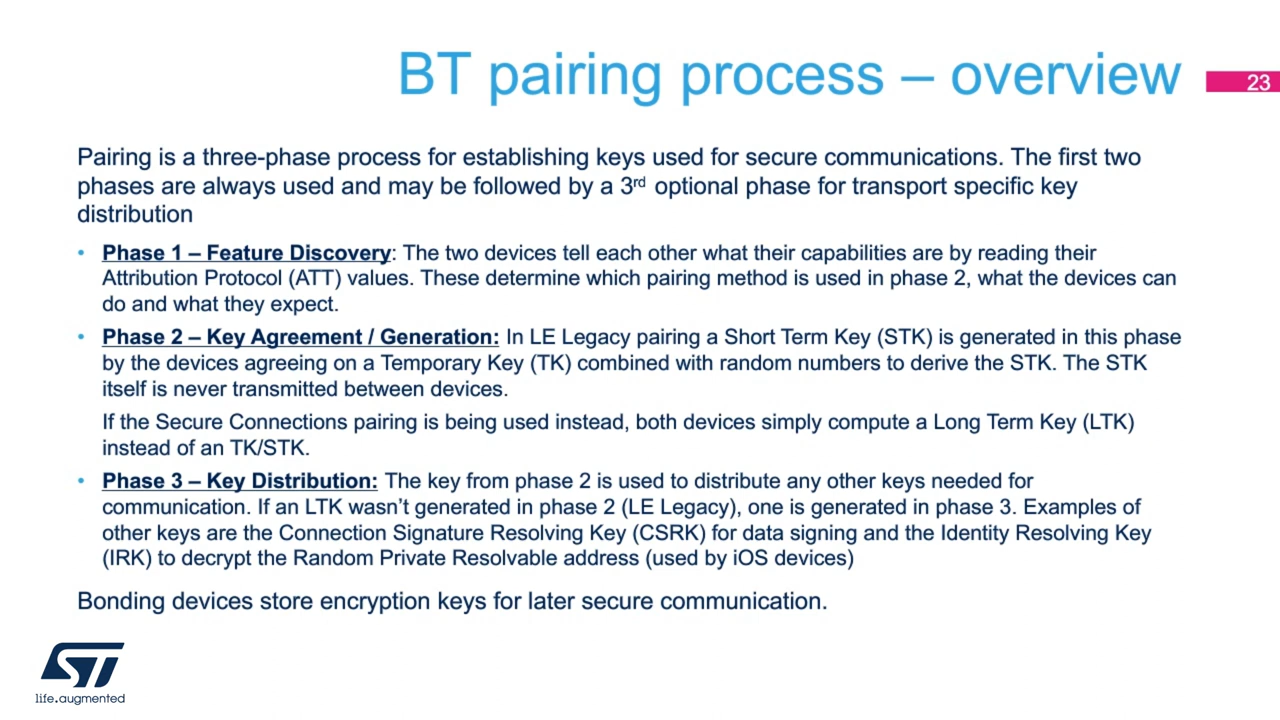 BT pairing process – overview
23
Pairing is a three-phase process for establishing keys used for secure communications. The first two
phases are always used and may be followed by a 3rd optional phase for transport specific key
distribution
• Phase 1 – Feature Discovery: The two devices tell each other what their capabilities are by reading their
Attribution Protocol (ATT) values. These determine which pairing method is used in phase 2, what the devices can
do and what they expect.
• Phase 2 – Key Agreement / Generation: In LE Legacy pairing a Short Term Key (STK) is generated in this phase
by the devices agreeing on a Temporary Key (TK) combined with random numbers to derive the STK. The STK
itself is never transmitted between devices.
If the Secure Connections pairing is being used instead, both devices simply compute a Long Term Key (LTK)
instead of an TK/STK.
• Phase 3 – Key Distribution: The key from phase 2 is used to distribute any other keys needed for
communication. If an LTK wasn't generated in phase 2 (LE Legacy), one is generated in phase 3. Examples of
other keys are the Connection Signature Resolving Key (CSRK) for data signing and the Identity Resolving Key
(IRK) to decrypt the Random Private Resolvable address (used by iOS devices)
Bonding devices store encryption keys for later secure communication.
ST
life.augmented